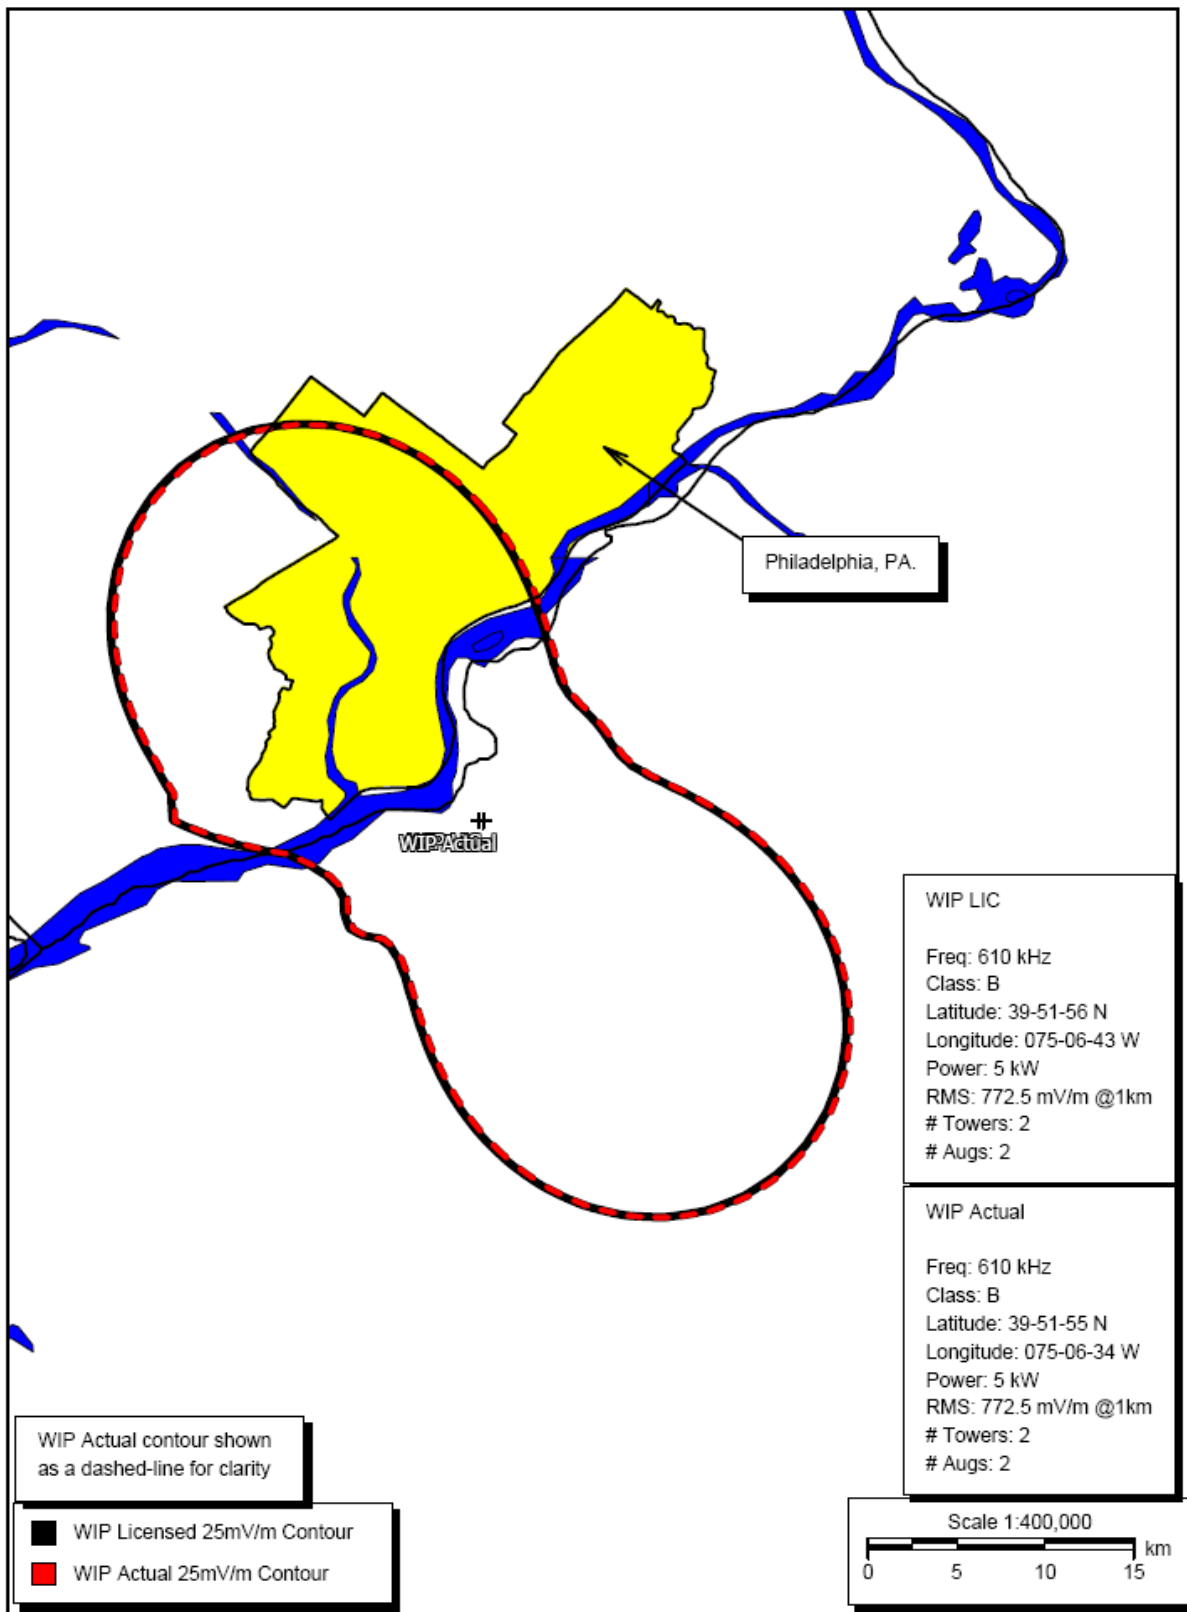 Philadelphia, PA.
WIP Actual
WIP LIC
Freq: 610 kHz
Class: B
Latitude: 39-51-56 N
Longitude: 075-06-43 W
Power: 5 kW
RMS: 772.5 mV/m @1km
# Towers: 2
# Augs: 2
WIP Actual
Freq: 610 kHz
Class: B
Latitude: 39-51-55 N
Longitude: 075-06-34 W
Power: 5 kW
RMS: 772.5 mV/m @1km
# Towers: 2
# Augs: 2
WIP Actual contour shown
as a dashed-line for clarity
WIP Licensed 25mV/m Contour
WIP Actual 25mV/m Contour
Scale 1:400,000
km
0 5 10 15